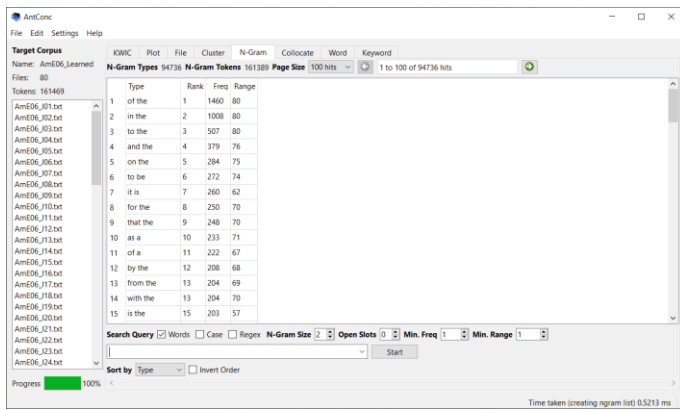 AntConc
File Edit Settings Help
Target Corpus
Name: AmE06_Learned
Files: 80
Tokens: 161469
AmE06_J01.txt
AmE06_J02.txt
AmE06_J03.txt
AmE06_J04.txt
AmE06_J05.txt
AmE06_J06.txt
AmE06_J07.txt
AmE06_J08.txt
AmE06_J09.txt
AmE06_J10.txt
AmE06_J11.txt
AmE06_J12.txt
AmE06_J13.txt
AmE06_J14.txt
AmE06_J15.txt
AmE06_J16.txt
AmE06_J17.txt
AmE06_J18.txt
AmE06_J19.txt
AmE06_J20.txt
AmE06_J21.txt
AmE06_J22.txt
AmE06_J23.txt
AmE06_J24.txt
Progress 100%
KWIC Plot File Cluster N-Gram Collocate Word Keyword
N-Gram Types 94736 N-Gram Tokens 161389 Page Size 100 hits 1 to 100 of 94736 hits
Type Rank Freq Range
1 of the 1 1460 80
2 in the 2 1008 80
3 to the 3 507 80
4 and the 4 379 76
5 on the 5 284 75
6 to be 6 272 74
7 it is 7 260 62
8 for the 8 250 70
9 that the 9 248 70
10 as a 10 233 71
11 of a 11 222 67
12 by the 12 208 68
13 from the 13 204 69
14 with the 13 204 70
15 is the 15 203 57
Search Query Words Case Regex N-Gram Size 2 Open Slots 0 Min. Freq 1 Min. Range 1
Start
Sort by Type Invert Order
Time taken (creating ngram list) 0.5213 ms